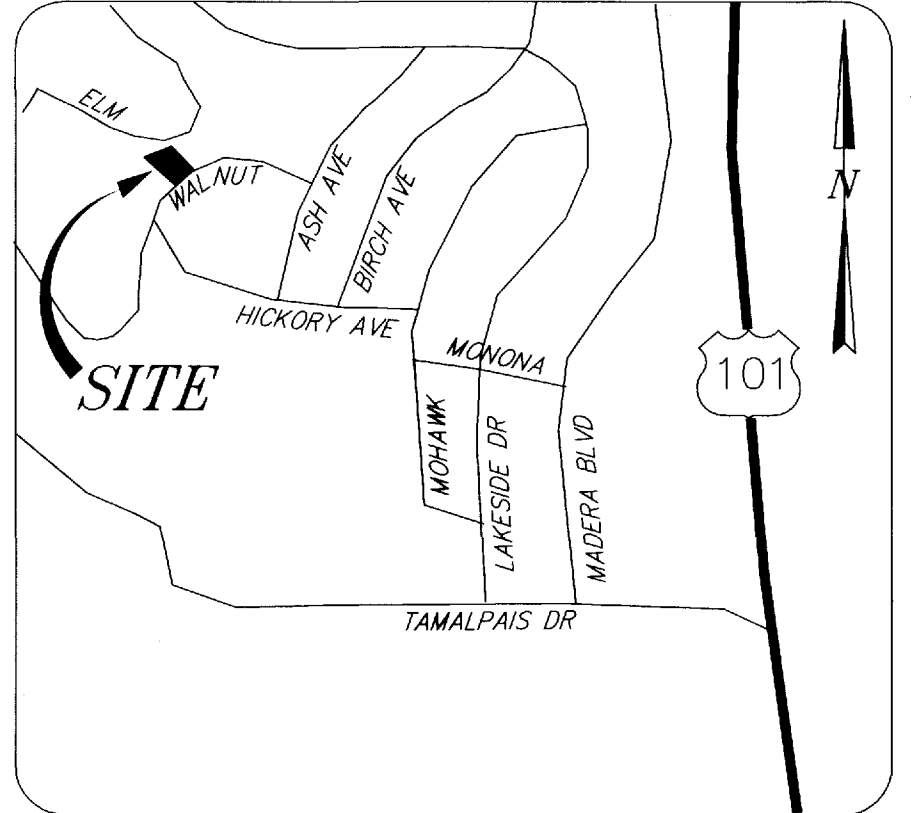 ELM
WALNUT
ASH AVE
BIRCH AVE
N
HICKORY AVE
MONONA
101
SITE
MOHAWK
LAKESIDE DR
MADERA BLVD
TAMALPAIS DR